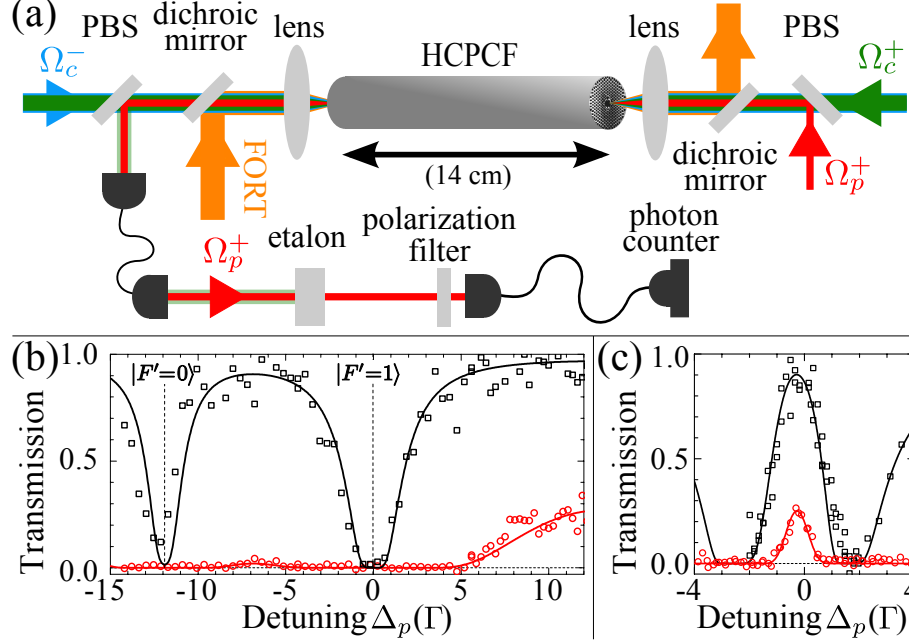 (a)
PBS
dichroic
mirror
lens
HCPCF
lens
PBS
Ω_c^-
Ω_c^+
FORT
(14 cm)
dichroic
mirror
Ω_p^+
Ω_p^+
etalon
polarization
filter
photon
counter
(b)
|F'=0⟩
|F'=1⟩
Transmission
1.0
0.5
0.0
-15
-10
-5
0
5
10
Detuning Δ_p(Γ)
(c)
Transmission
1.0
0.5
0.0
-4
-2
0
2
4
Detuning Δ_p(Γ)